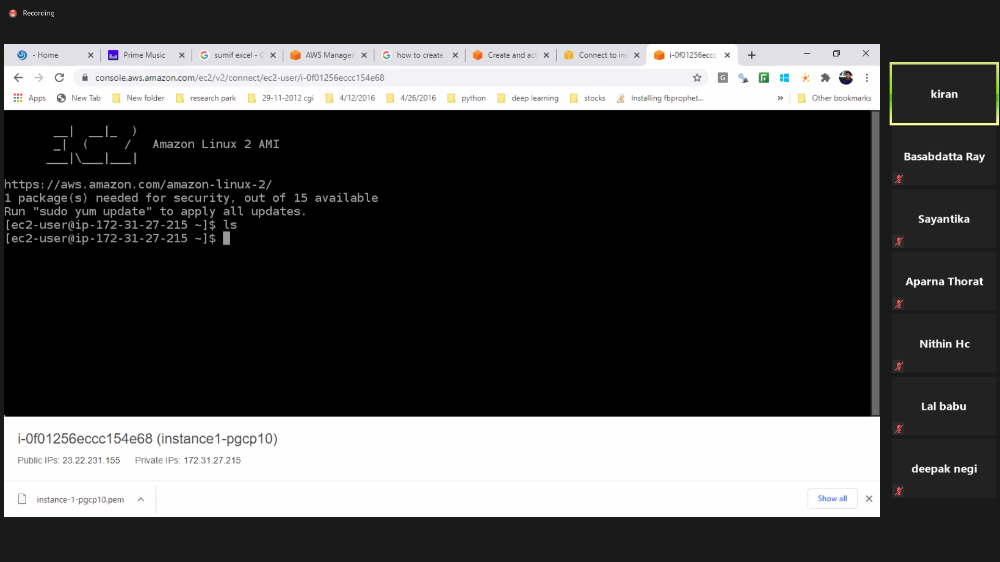 Recording
- Home
Prime Music
sumif excel - G
AWS Manager
how to create
Create and act
Connect to ins
i-0f01256eccc
console.aws.amazon.com/ec2/v2/connect/ec2-user/i-0f01256eccc154e68
Apps
New Tab
New folder
research park
29-11-2012 cgi
4/12/2016
4/26/2016
python
deep learning
stocks
Installing fbprophet...
»
Other bookmarks
__|  __|_  )
_|  (     /   Amazon Linux 2 AMI
___|\___|___|
https://aws.amazon.com/amazon-linux-2/
1 package(s) needed for security, out of 15 available
Run "sudo yum update" to apply all updates.
[ec2-user@ip-172-31-27-215 ~]$ ls
[ec2-user@ip-172-31-27-215 ~]$
i-0f01256eccc154e68 (instance1-pgcp10)
Public IPs: 23.22.231.155 Private IPs: 172.31.27.215
instance-1-pgcp10.pem
Show all
kiran
Basabdatta Ray
Sayantika
Aparna Thorat
Nithin Hc
Lal babu
deepak negi